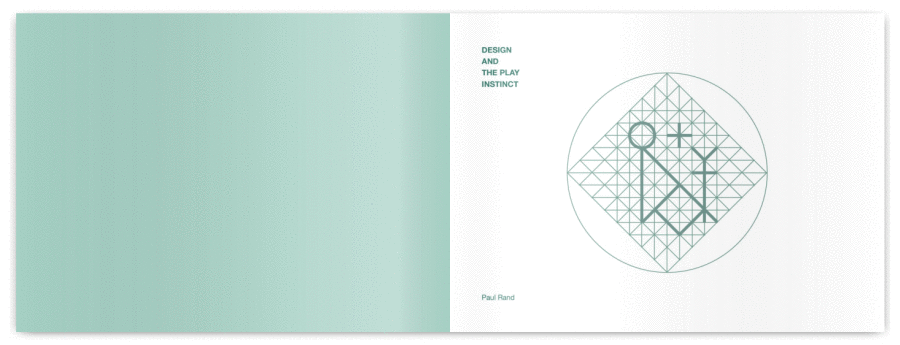 DESIGN
AND
THE PLAY
INSTINCT
Paul Rand